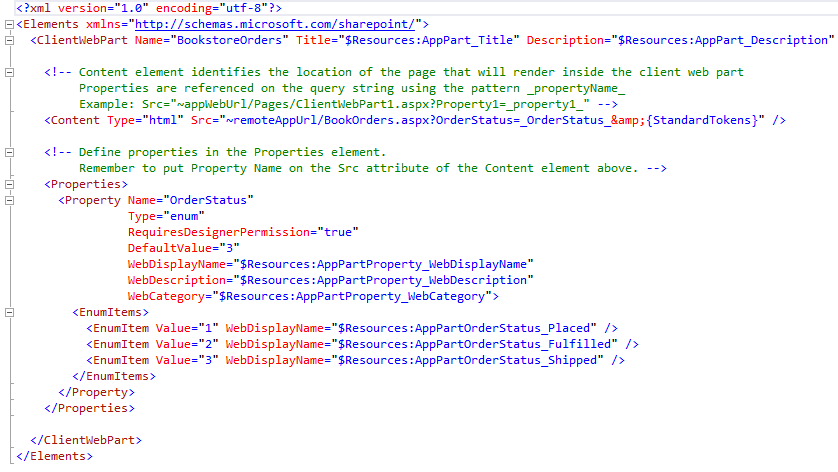 <?xml version="1.0" encoding="utf-8"?>
<Elements xmlns="http://schemas.microsoft.com/sharepoint/">
<ClientWebPart Name="BookstoreOrders" Title="$Resources:AppPart_Title" Description="$Resources:AppPart_Description"
<!-- Content element identifies the location of the page that will render inside the client web part
Properties are referenced on the query string using the pattern _propertyName_
Example: Src="~appWebUrl/Pages/ClientWebPart1.aspx?Property1=_property1_" -->
<Content Type="html" Src="~remoteAppUrl/BookOrders.aspx?OrderStatus=_OrderStatus_&amp;{StandardTokens}" />
<!-- Define properties in the Properties element.
Remember to put Property Name on the Src attribute of the Content element above. -->
<Properties>
<Property Name="OrderStatus"
Type="enum"
RequiresDesignerPermission="true"
DefaultValue="3"
WebDisplayName="$Resources:AppPartProperty_WebDisplayName"
WebDescription="$Resources:AppPartProperty_WebDescription"
WebCategory="$Resources:AppPartProperty_WebCategory">
<EnumItems>
<EnumItem Value="1" WebDisplayName="$Resources:AppPartOrderStatus_Placed" />
<EnumItem Value="2" WebDisplayName="$Resources:AppPartOrderStatus_Fulfilled" />
<EnumItem Value="3" WebDisplayName="$Resources:AppPartOrderStatus_Shipped" />
</EnumItems>
</Property>
</Properties>
</ClientWebPart>
</Elements>